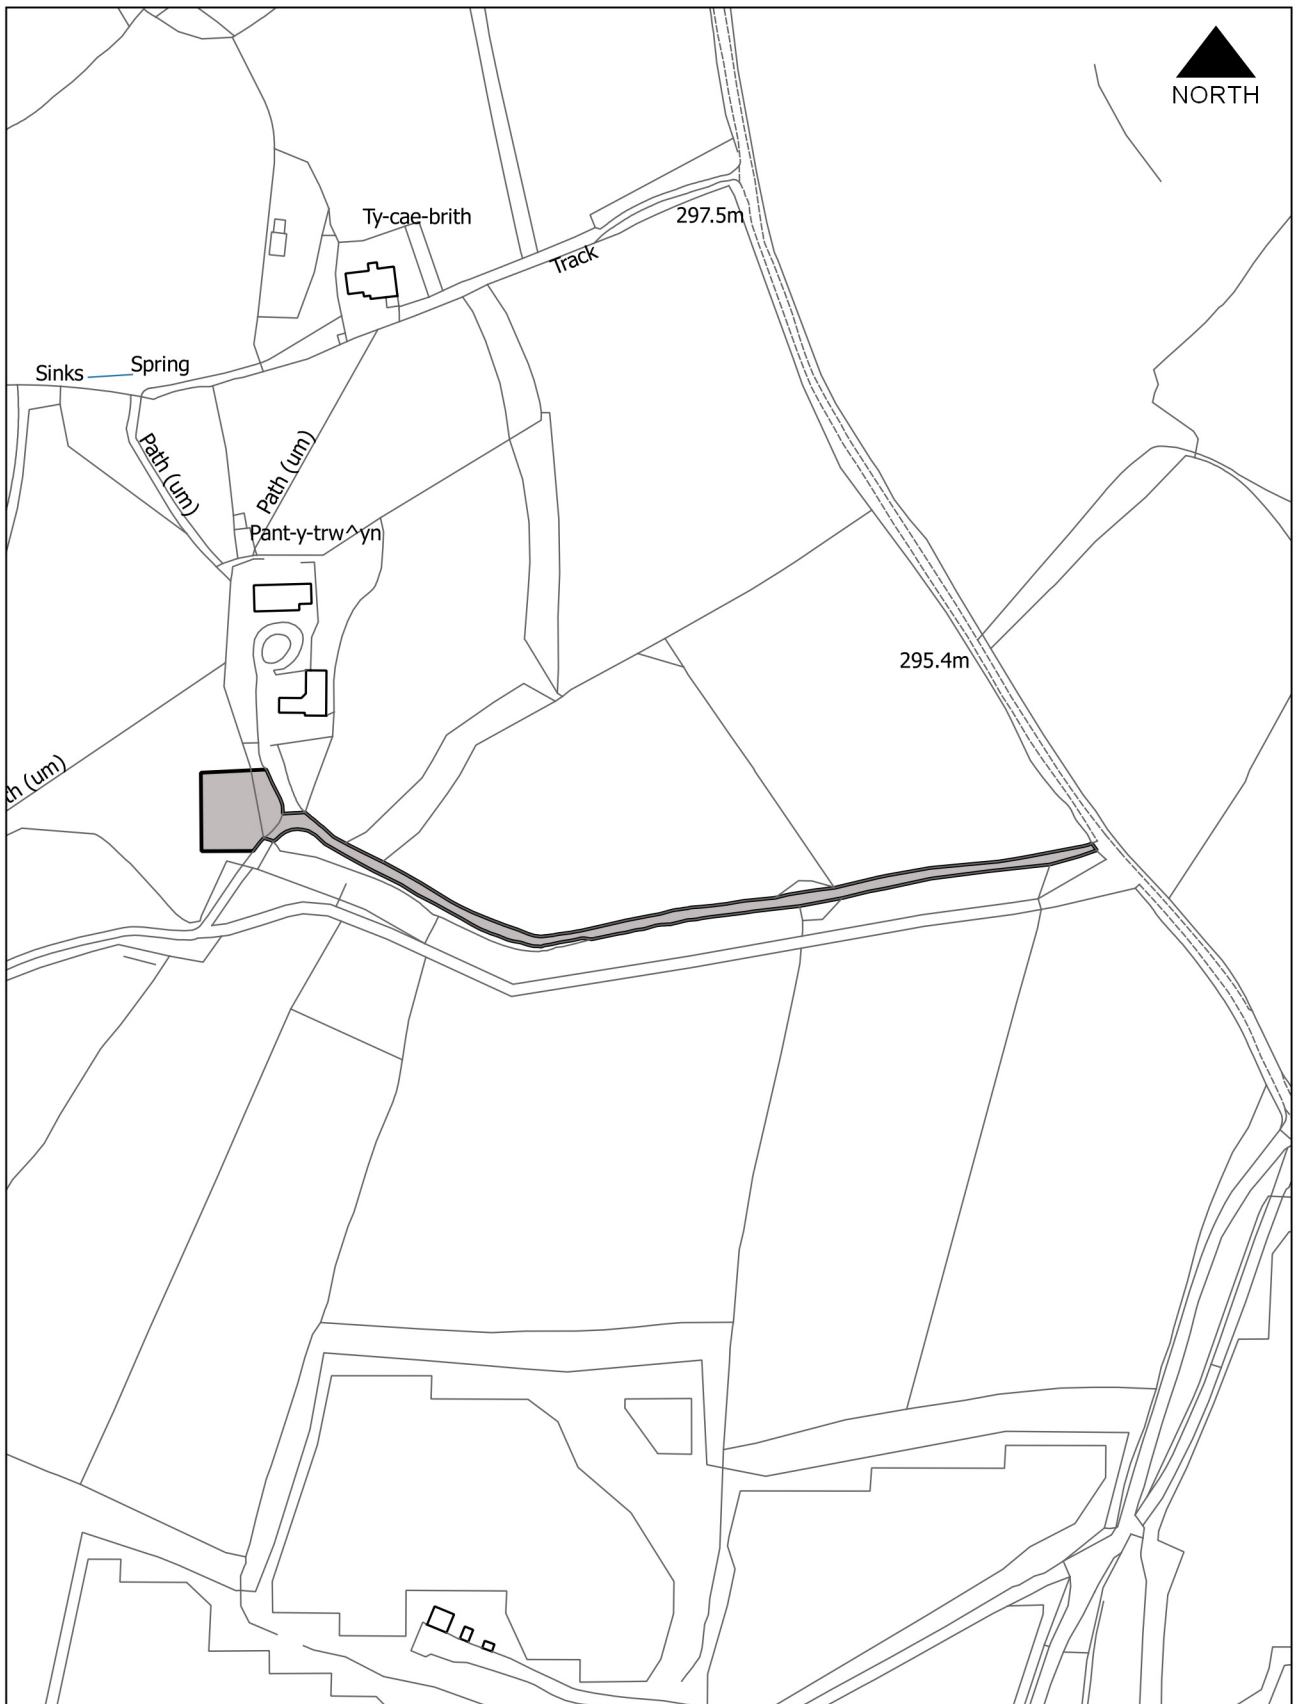 NORTH
Ty-cae-brith
297.5m
Track
Spring
Sinks
Path (um)
Path (um)
Pant-y-trw^yn
295.4m
th (um)